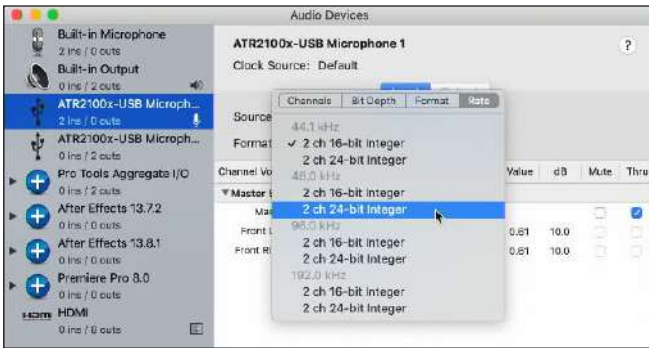 Audio Devices
Built-in Microphone
2 ins / 0 outs
Built-in Output
0 ins / 2 outs
ATR2100x-USB Microph...
2 ins / 0 outs
ATR2100x-USB Microph...
0 ins / 2 outs
Pro Tools Aggregate I/O
0 ins / 2 outs
After Effects 13.7.2
0 ins / 0 outs
After Effects 13.8.1
0 ins / 0 outs
Premiere Pro 8.0
0 ins / 0 outs
HDMI HDMI
0 ins / 8 outs
ATR2100x-USB Microphone 1
?
Clock Source: Default
Source
Format
Channels Bit Depth Format Rate
44.1 kHz
✓ 2 ch 16-bit Integer
2 ch 24-bit Integer
48.0 kHz
2 ch 16-bit Integer
2 ch 24-bit Integer
96.0 kHz
2 ch 16-bit Integer
2 ch 24-bit Integer
192.0 kHz
2 ch 16-bit Integer
2 ch 24-bit Integer
Channel Vo Value dB Mute Thru
Master
Ma
Front L 0.61 10.0
Front Ri 0.61 10.0